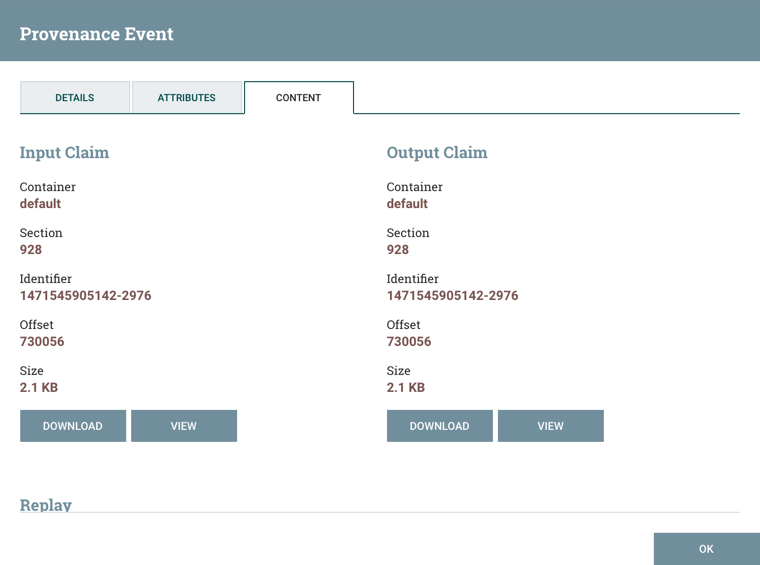 Provenance Event
DETAILS
ATTRIBUTES
CONTENT
Input Claim
Container
default
Section
928
Identifier
1471545905142-2976
Offset
730056
Size
2.1 KB
DOWNLOAD
VIEW
Output Claim
Container
default
Section
928
Identifier
1471545905142-2976
Offset
730056
Size
2.1 KB
DOWNLOAD
VIEW
Replay
OK